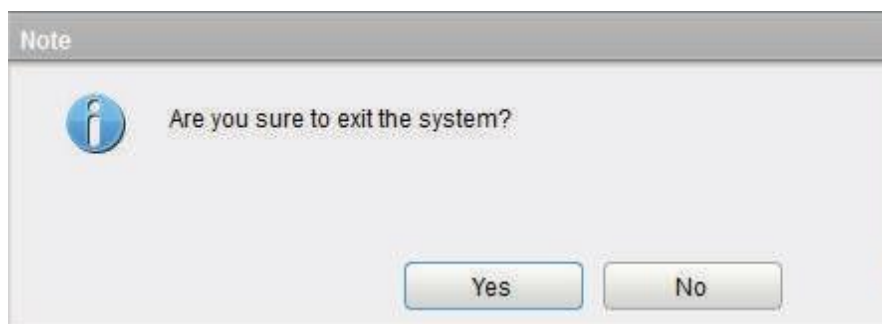 Note
Are you sure to exit the system?
Yes No